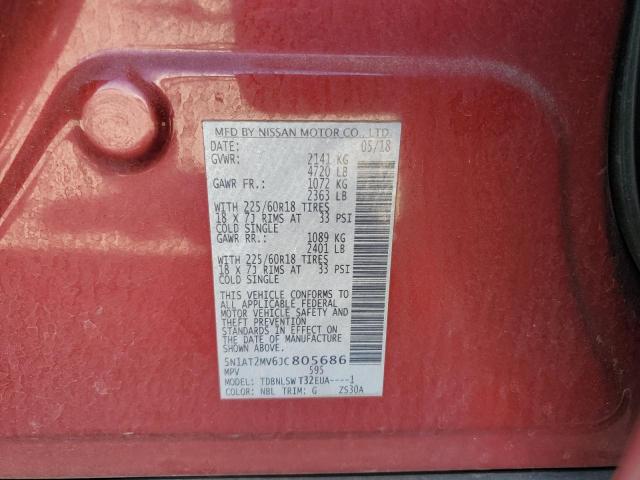 MFD BY NISSAN MOTOR CO., LTD.
DATE: 05/18
GVWR: 2141 KG
4720 LB
GAWR FR.: 1072 KG
2363 LB
WITH 225/60R18 TIRES
18 X 7J RIMS AT 33 PSI
COLD SINGLE
GAWR RR.: 1089 KG
2401 LB
WITH 225/60R18 TIRES
18 X 7J RIMS AT 33 PSI
COLD SINGLE
THIS VEHICLE CONFORMS TO
ALL APPLICABLE FEDERAL
MOTOR VEHICLE SAFETY AND
THEFT PREVENTION
STANDARDS IN EFFECT ON
THE DATE OF MANUFACTURE
SHOWN ABOVE.
5N1AT2MV6JC805686
MPV 595
MODEL: TDBNLSW T32EUA----1
COLOR: NBL TRIM: G ZS30A